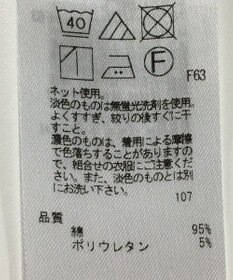 40
F
F63
ネット使用。
淡色のものは無蛍光洗剤を使用。
よくすすぎ、絞りの後すぐに干
すこと。
濃色のものは、着用による摩擦
で色落ちすることがありますの
で、組合せの衣服にご注意くださ
い。また、淡色のものとは別
にお洗い下さい。
107
品質
綿 95%
ポリウレタン 5%